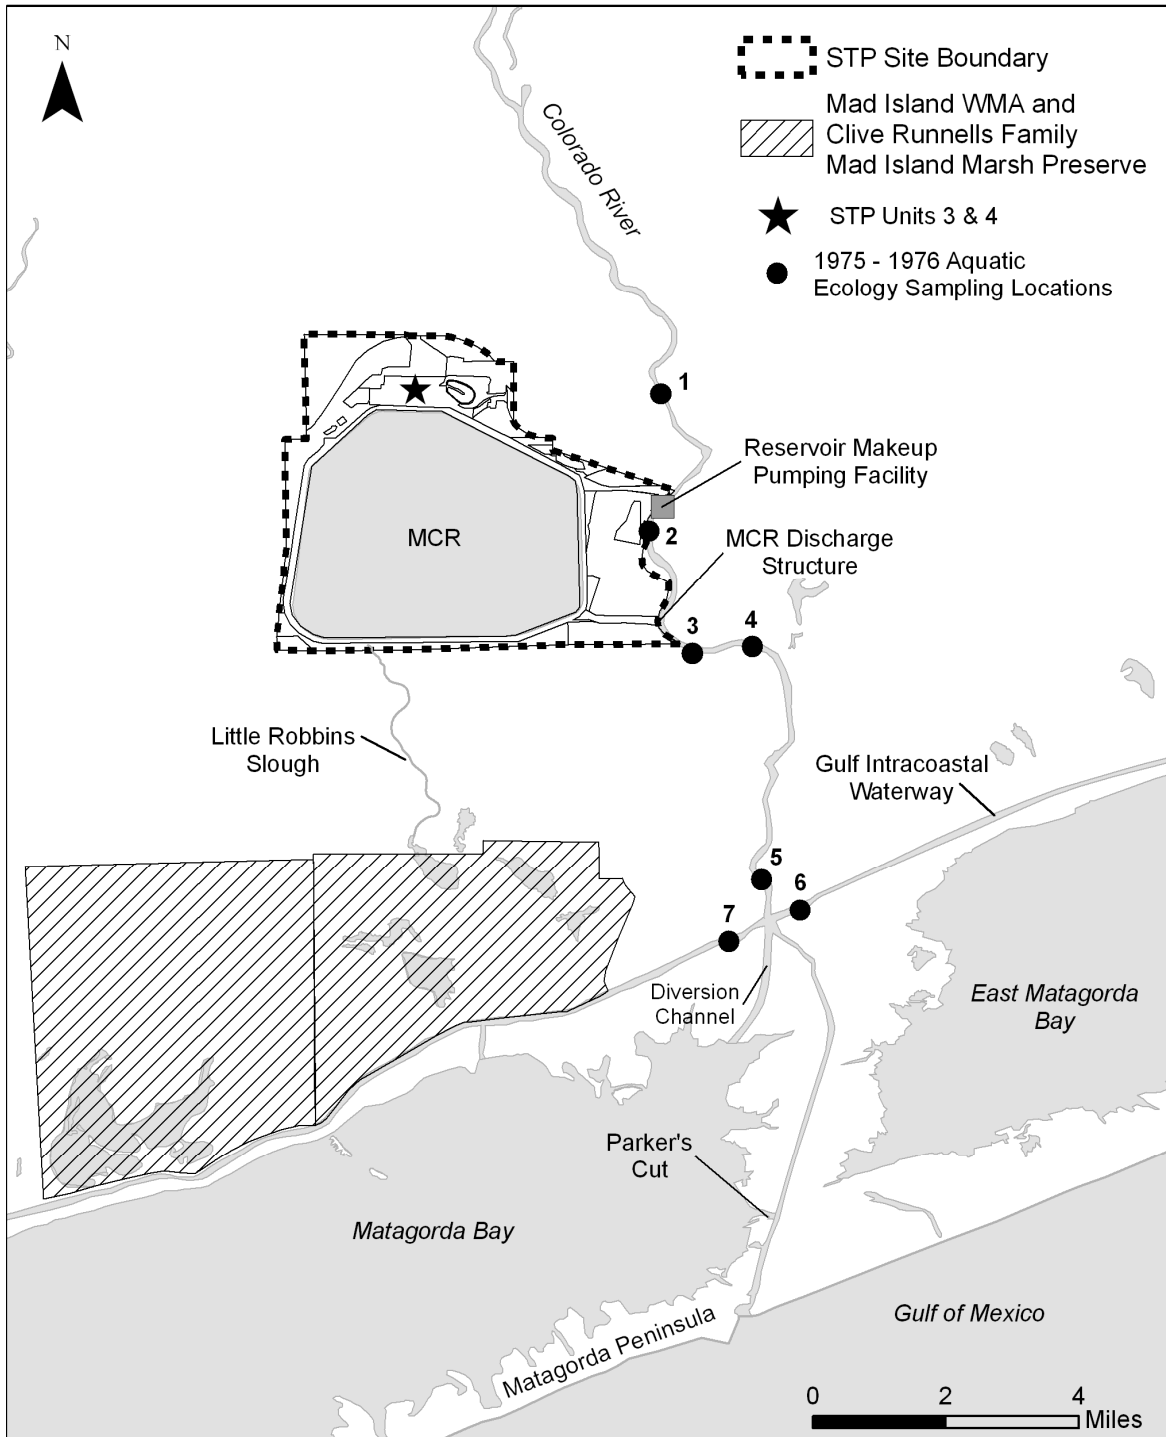 N
STP Site Boundary
Mad Island WMA and
Clive Runnells Family
Mad Island Marsh Preserve
STP Units 3 & 4
1975 - 1976 Aquatic
Ecology Sampling Locations
Colorado River
1
Reservoir Makeup
Pumping Facility
2
MCR
MCR Discharge
Structure
3
4
Little Robbins
Slough
Gulf Intracoastal
Waterway
5
6
7
Diversion
Channel
East Matagorda
Bay
Parker's
Cut
Matagorda Bay
Matagorda Peninsula
Gulf of Mexico
0 2 4
Miles